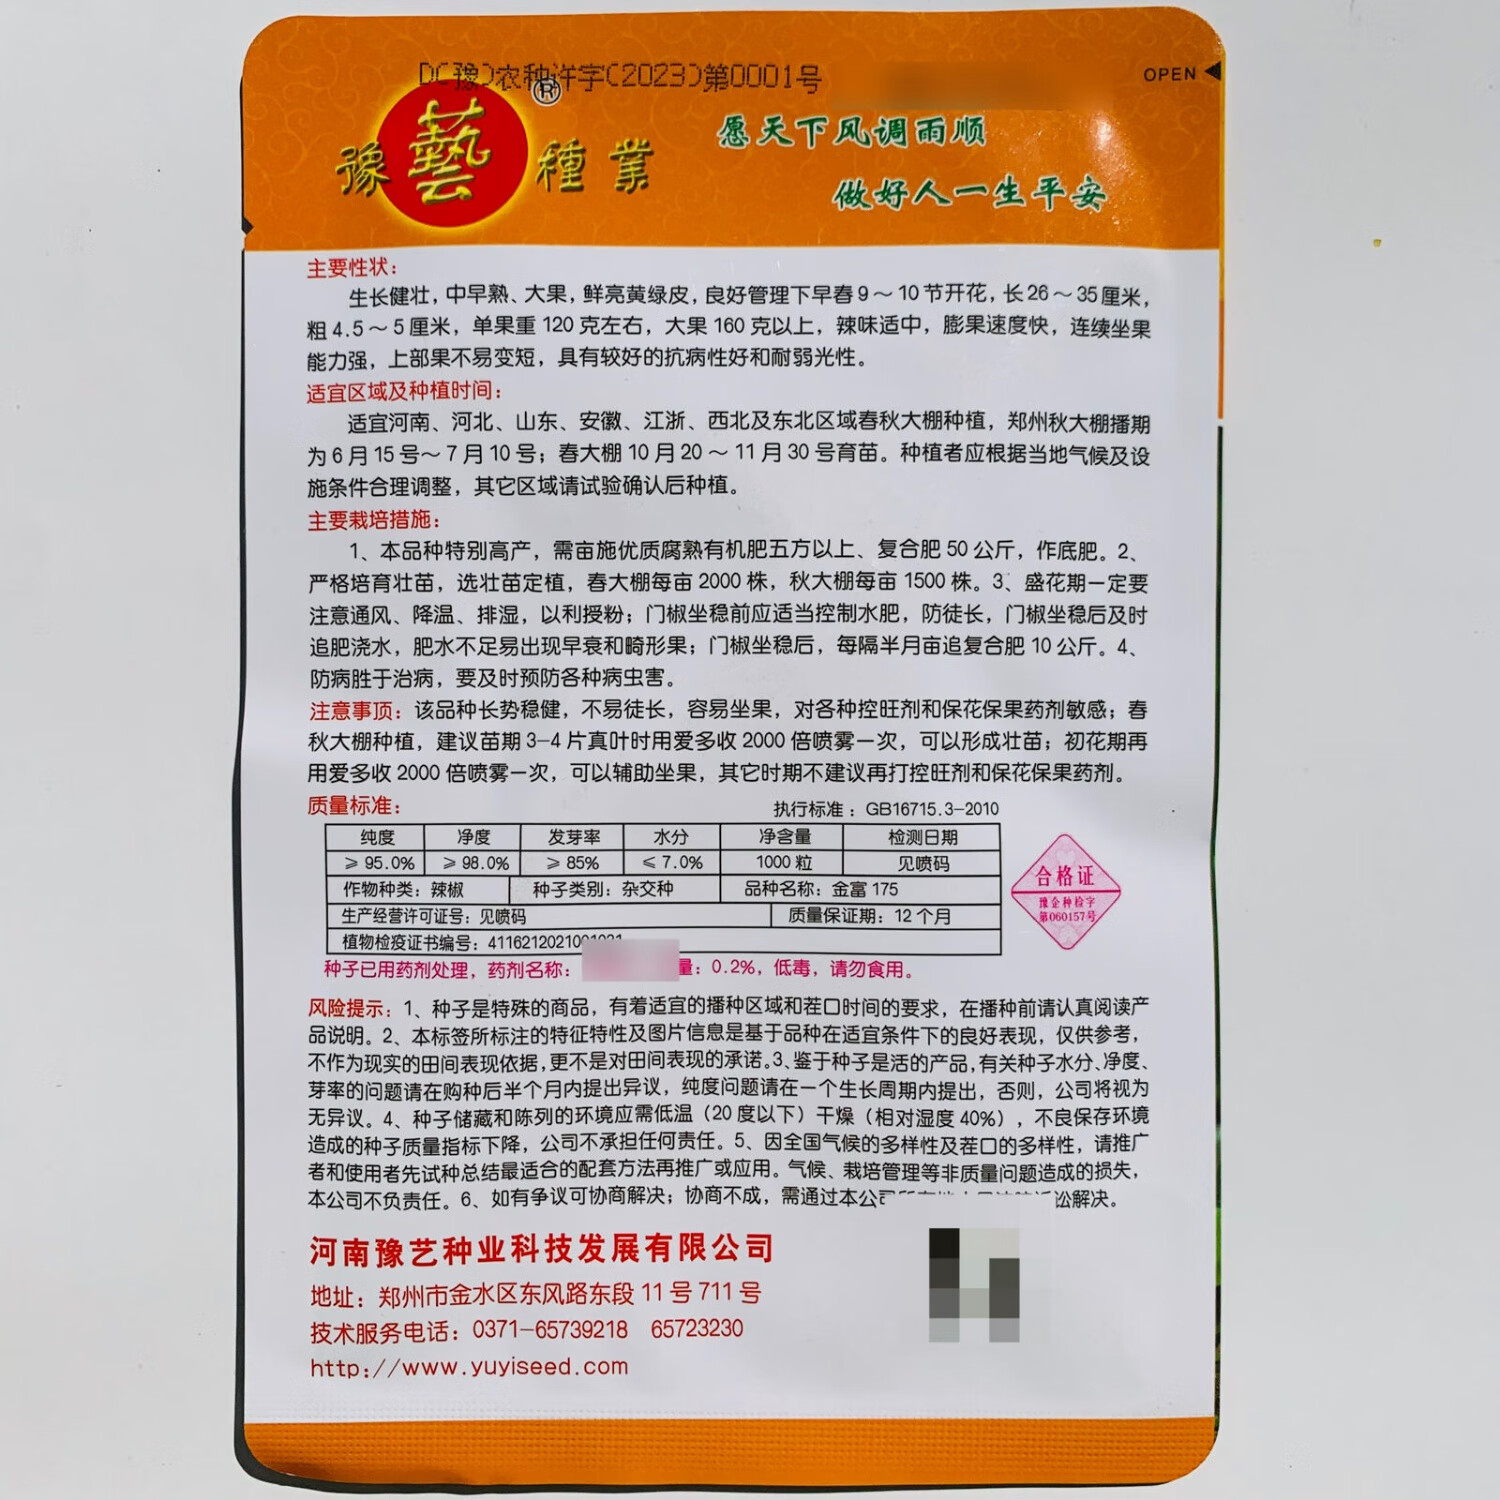 D(豫)农种许字(2023)第0001号
OPEN
豫藝®種業
愿天下风调雨顺
做好人一生平安
主要性状：
生长健壮，中早熟、大果，鲜亮黄绿皮，良好管理下早春9～10节开花，长26～35厘米，
粗4.5～5厘米，单果重120克左右，大果160克以上，辣味适中，膨果速度快，连续坐果
能力强，上部果不易变短，具有较好的抗病性好和耐弱光性。
适宜区域及种植时间：
适宜河南、河北、山东、安徽、江浙、西北及东北区域春秋大棚种植，郑州秋大棚播期
为6月15号～7月10号；春大棚10月20～11月30号育苗。种植者应根据当地气候及设
施条件合理调整，其它区域请试验确认后种植。
主要栽培措施：
1、本品种特别高产，需亩施优质腐熟有机肥五方以上、复合肥50公斤，作底肥。2、
严格培育壮苗，选壮苗定植，春大棚每亩2000株，秋大棚每亩1500株。3、盛花期一定要
注意通风、降温、排湿，以利授粉；门椒坐稳前应适当控制水肥，防徒长，门椒坐稳后及时
追肥浇水，肥水不足易出现早衰和畸形果；门椒坐稳后，每隔半月亩追复合肥10公斤。4、
防病胜于治病，要及时预防各种病虫害。
注意事项：该品种长势稳健，不易徒长，容易坐果，对各种控旺剂和保花保果药剂敏感；春
秋大棚种植，建议苗期3-4片真叶时用爱多收2000倍喷雾一次，可以形成壮苗；初花期再
用爱多收2000倍喷雾一次，可以辅助坐果，其它时期不建议再打控旺剂和保花保果药剂。
质量标准：
执行标准：GB16715.3-2010
纯度 净度 发芽率 水分 净含量 检测日期
≥95.0% ≥98.0% ≥85% ≤7.0% 1000粒 见喷码
作物种类：辣椒 种子类别：杂交种 品种名称：金富175
生产经营许可证号：见喷码 质量保证期：12个月
植物检疫证书编号：4116212021001031
合格证
豫企种检字
第060157号
种子已用药剂处理，药剂名称：量：0.2%，低毒，请勿食用。
风险提示：1、种子是特殊的商品，有着适宜的播种区域和茬口时间的要求，在播种前请认真阅读产
品说明。2、本标签所标注的特征特性及图片信息是基于品种在适宜条件下的良好表现，仅供参考，
不作为现实的田间表现依据，更不是对田间表现的承诺。3、鉴于种子是活的产品，有关种子水分、净度、
芽率的问题请在购种后半个月内提出异议，纯度问题请在一个生长周期内提出，否则，公司将视为
无异议。4、种子储藏和陈列的环境应需低温（20度以下）干燥（相对湿度40%），不良保存环境
造成的种子质量指标下降，公司不承担任何责任。5、因全国气候的多样性及茬口的多样性，请推广
者和使用者先试种总结最适合的配套方法再推广或应用。气候、栽培管理等非质量问题造成的损失，
本公司不负责任。6、如有争议可协商解决；协商不成，需通过本公司解决。
河南豫艺种业科技发展有限公司
地址：郑州市金水区东风路东段11号711号
技术服务电话：0371-65739218 65723230
http://www.yuyiseed.com